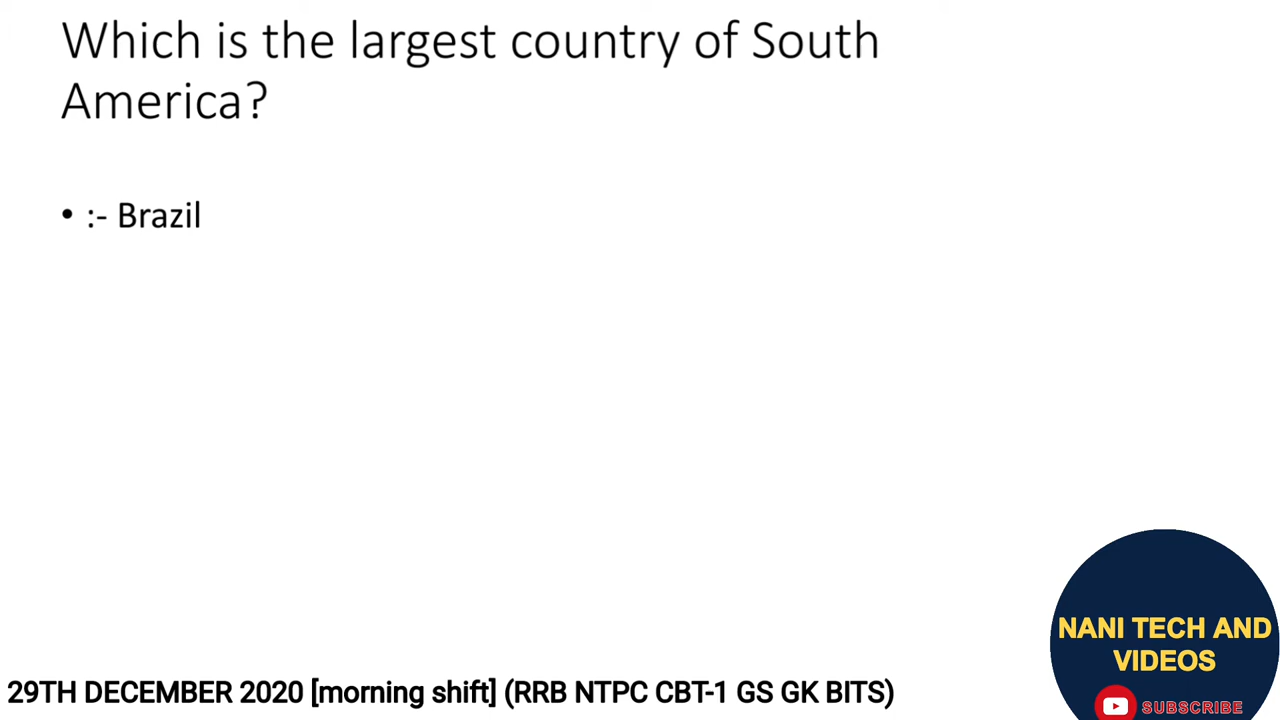 Which is the largest country of South
America?
• :- Brazil
NANI TECH AND
VIDEOS
29TH DECEMBER 2020 [morning shift] (RRB NTPC CBT-1 GS GK BITS)
SUBSCRIBE